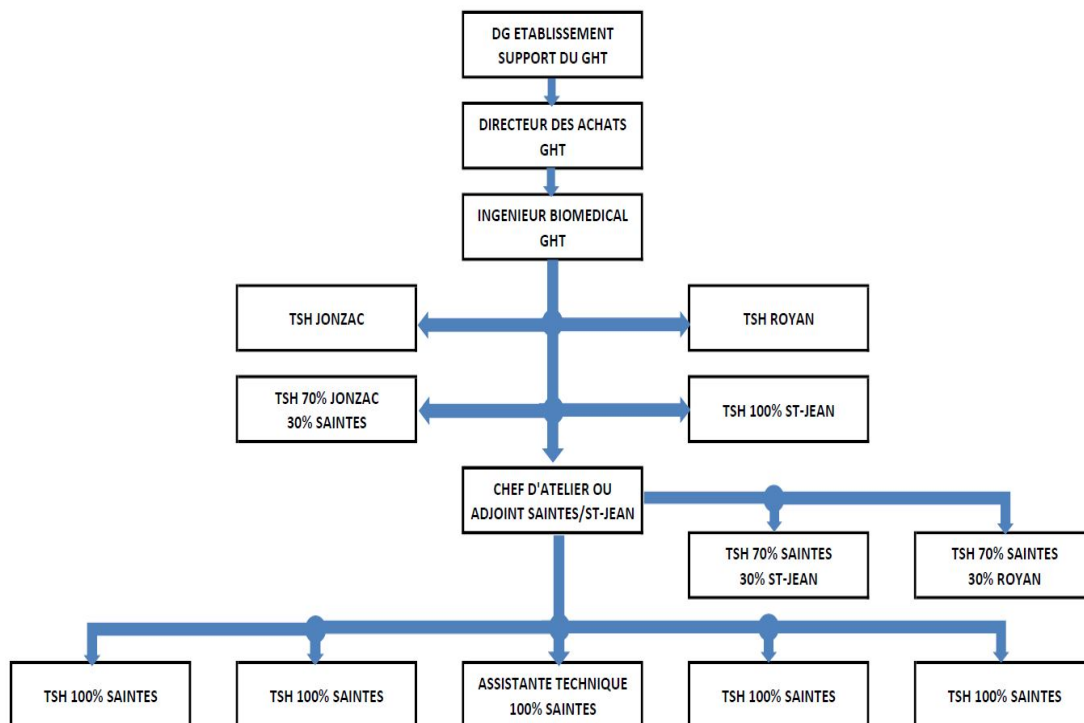 DG ETABLISSEMENT
SUPPORT DU GHT
DIRECTEUR DES ACHATS
GHT
INGENIEUR BIOMEDICAL
GHT
TSH JONZAC
TSH ROYAN
TSH 70% JONZAC
30% SAINTES
TSH 100% ST-JEAN
CHEF D'ATELIER OU
ADJOINT SAINTES/ST-JEAN
TSH 70% SAINTES
30% ST-JEAN
TSH 70% SAINTES
30% ROYAN
TSH 100% SAINTES
TSH 100% SAINTES
ASSISTANTE TECHNIQUE
100% SAINTES
TSH 100% SAINTES
TSH 100% SAINTES